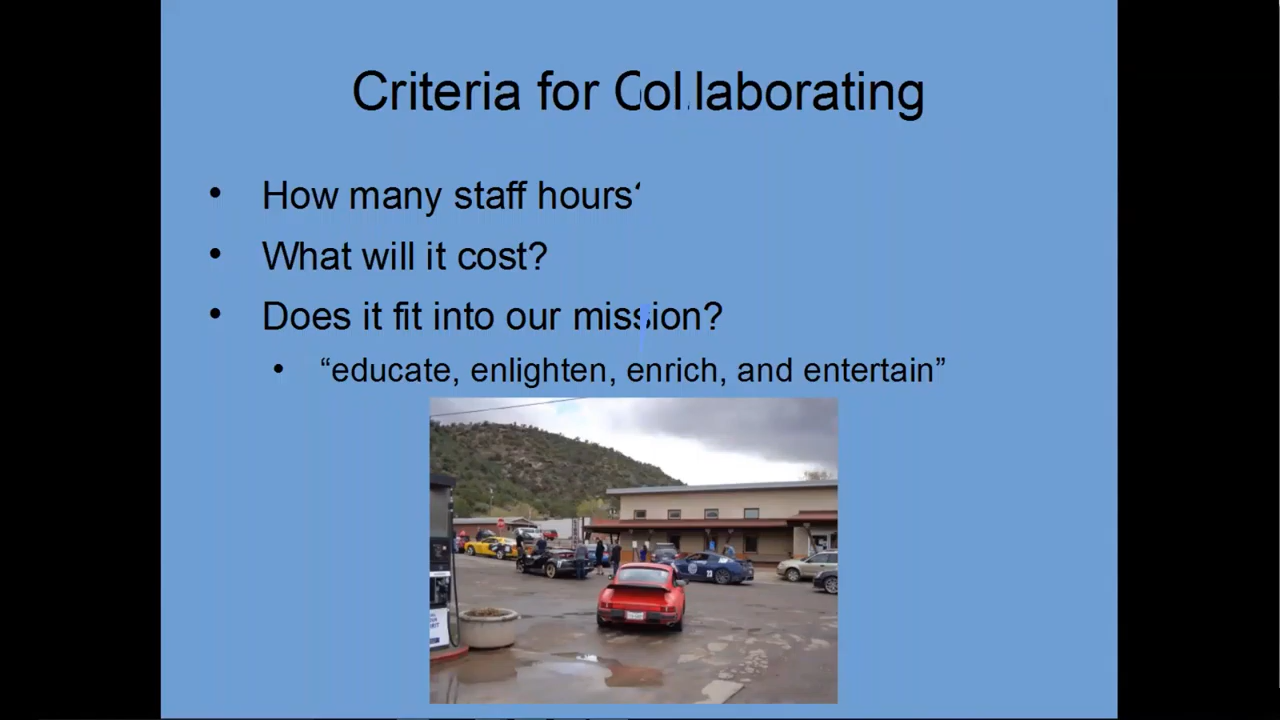 Criteria for Collaborating
• How many staff hours?
• What will it cost?
• Does it fit into our mission?
• “educate, enlighten, enrich, and entertain”